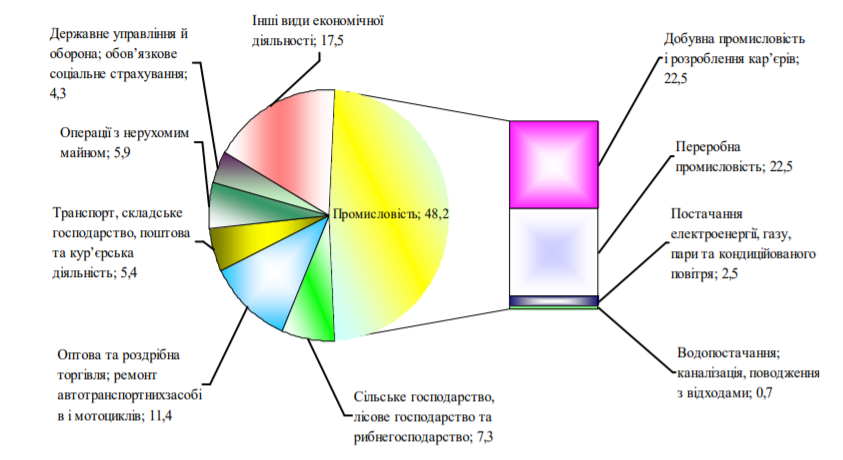 Інші види економічної
діяльності; 17,5
Державне управління й
оборона; обов’язкове
соціальне страхування;
4,3
Операції з нерухомим
майном; 5,9
Транспорт, складське
господарство, поштова
та кур’єрська
діяльність; 5,4
Оптова та роздрібна
торгівля; ремонт
автотранспортнихзасобі
в і мотоциклів; 11,4
Сільське господарство,
лісове господарство та
рибнегосподарство; 7,3
Промисловість; 48,2
Добувна промисловість
і розроблення кар’єрів;
22,5
Переробна
промисловість; 22,5
Постачання
електроенергії, газу,
пари та кондиційованого
повітря; 2,5
Водопостачання;
каналізація, поводження
з відходами; 0,7